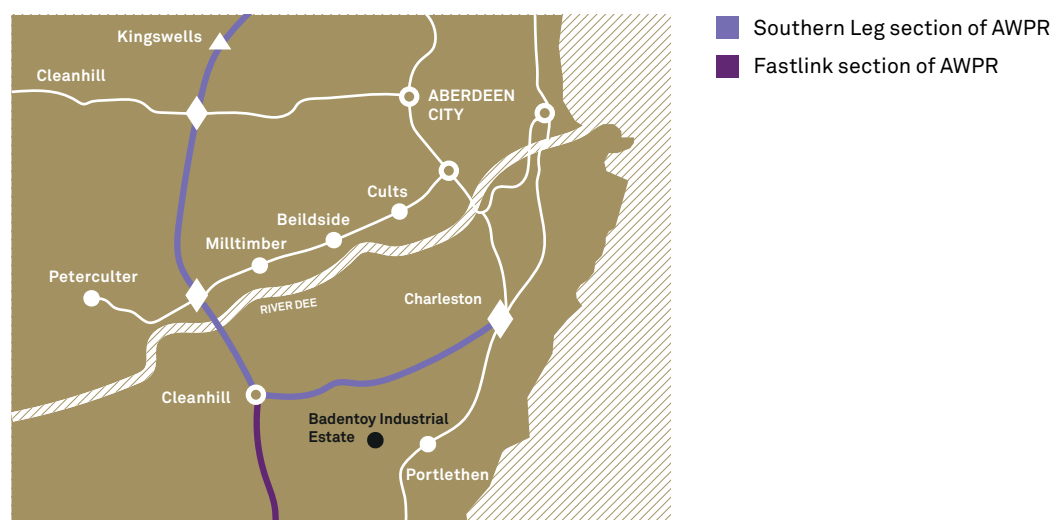 Southern Leg section of AWPR
Fastlink section of AWPR
Kingswells
Cleanhill
ABERDEEN
CITY
Cults
Beildside
Milltimber
Peterculter
RIVER DEE
Charleston
Cleanhill
Badentoy Industrial
Estate
Portlethen